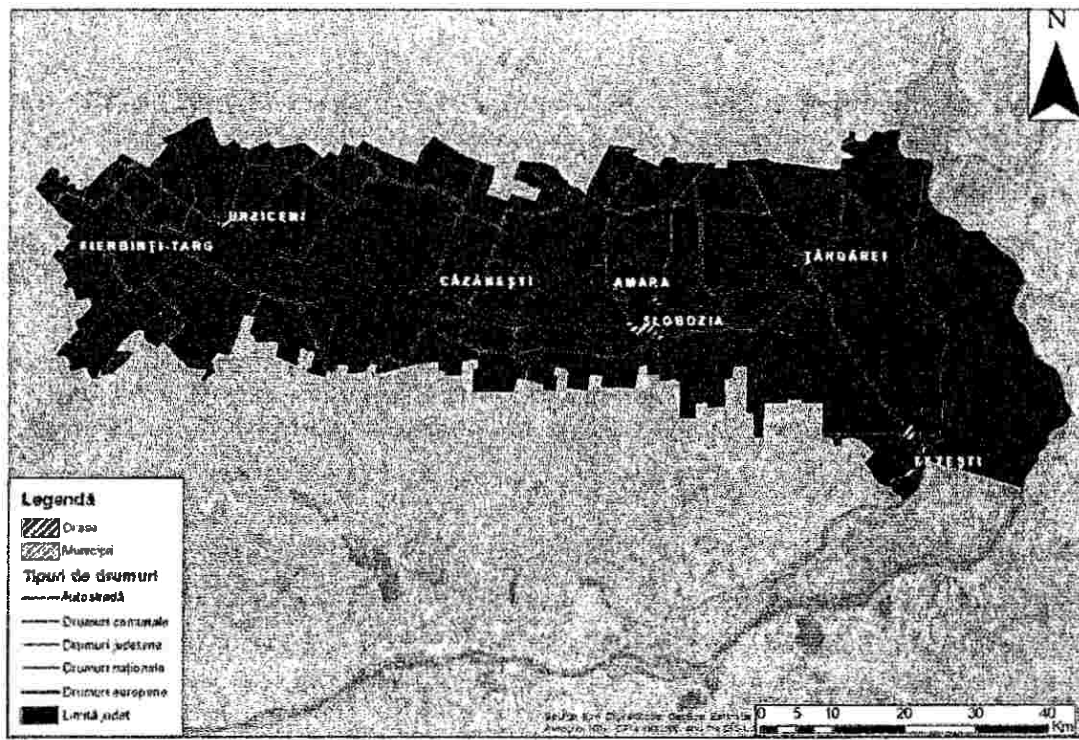 N
URZICENI
FIERBINȚI-TARG
CĂZĂNEȘTI
AMARA
ȚĂNDĂREI
SLOBOZIA
FETEȘTI
Legendă
Orașe
Municipii
Tipuri de drumuri
Autostradă
Drumuri comunale
Drumuri județene
Drumuri naționale
Drumuri europene
Limită județ
0 5 10 20 30 40
Km